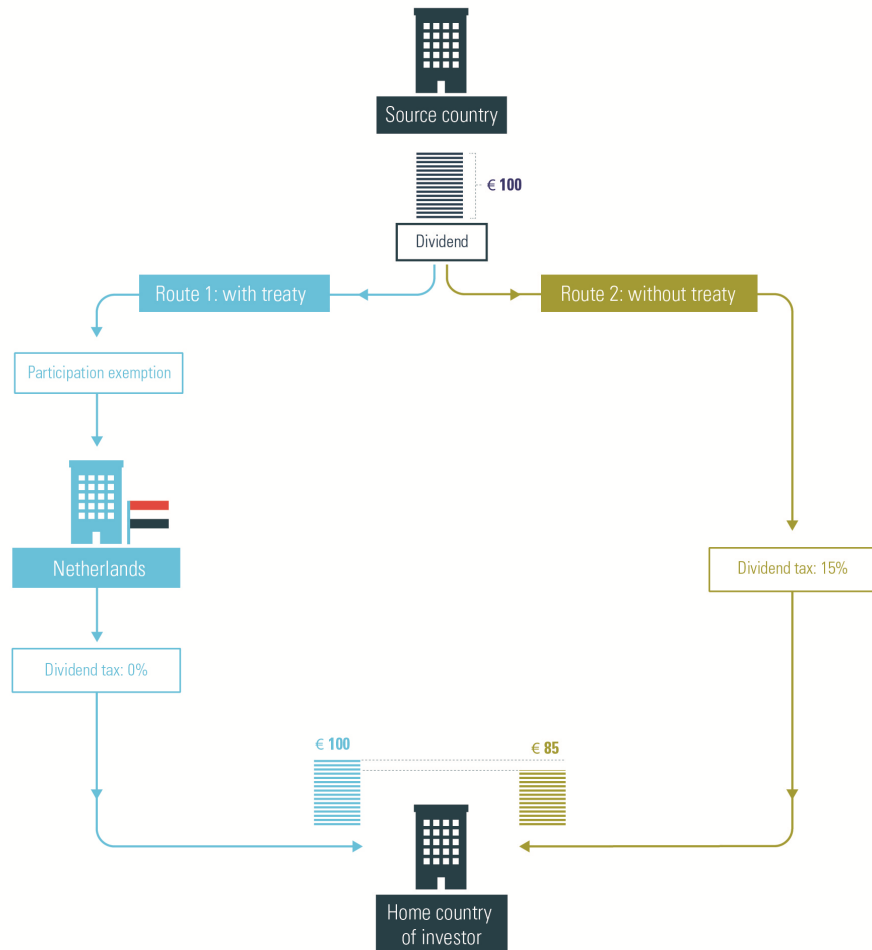 Source country
€ 100
Dividend
Route 1: with treaty
Route 2: without treaty
Participation exemption
Netherlands
Dividend tax: 15%
Dividend tax: 0%
€ 100
€ 85
Home country
of investor